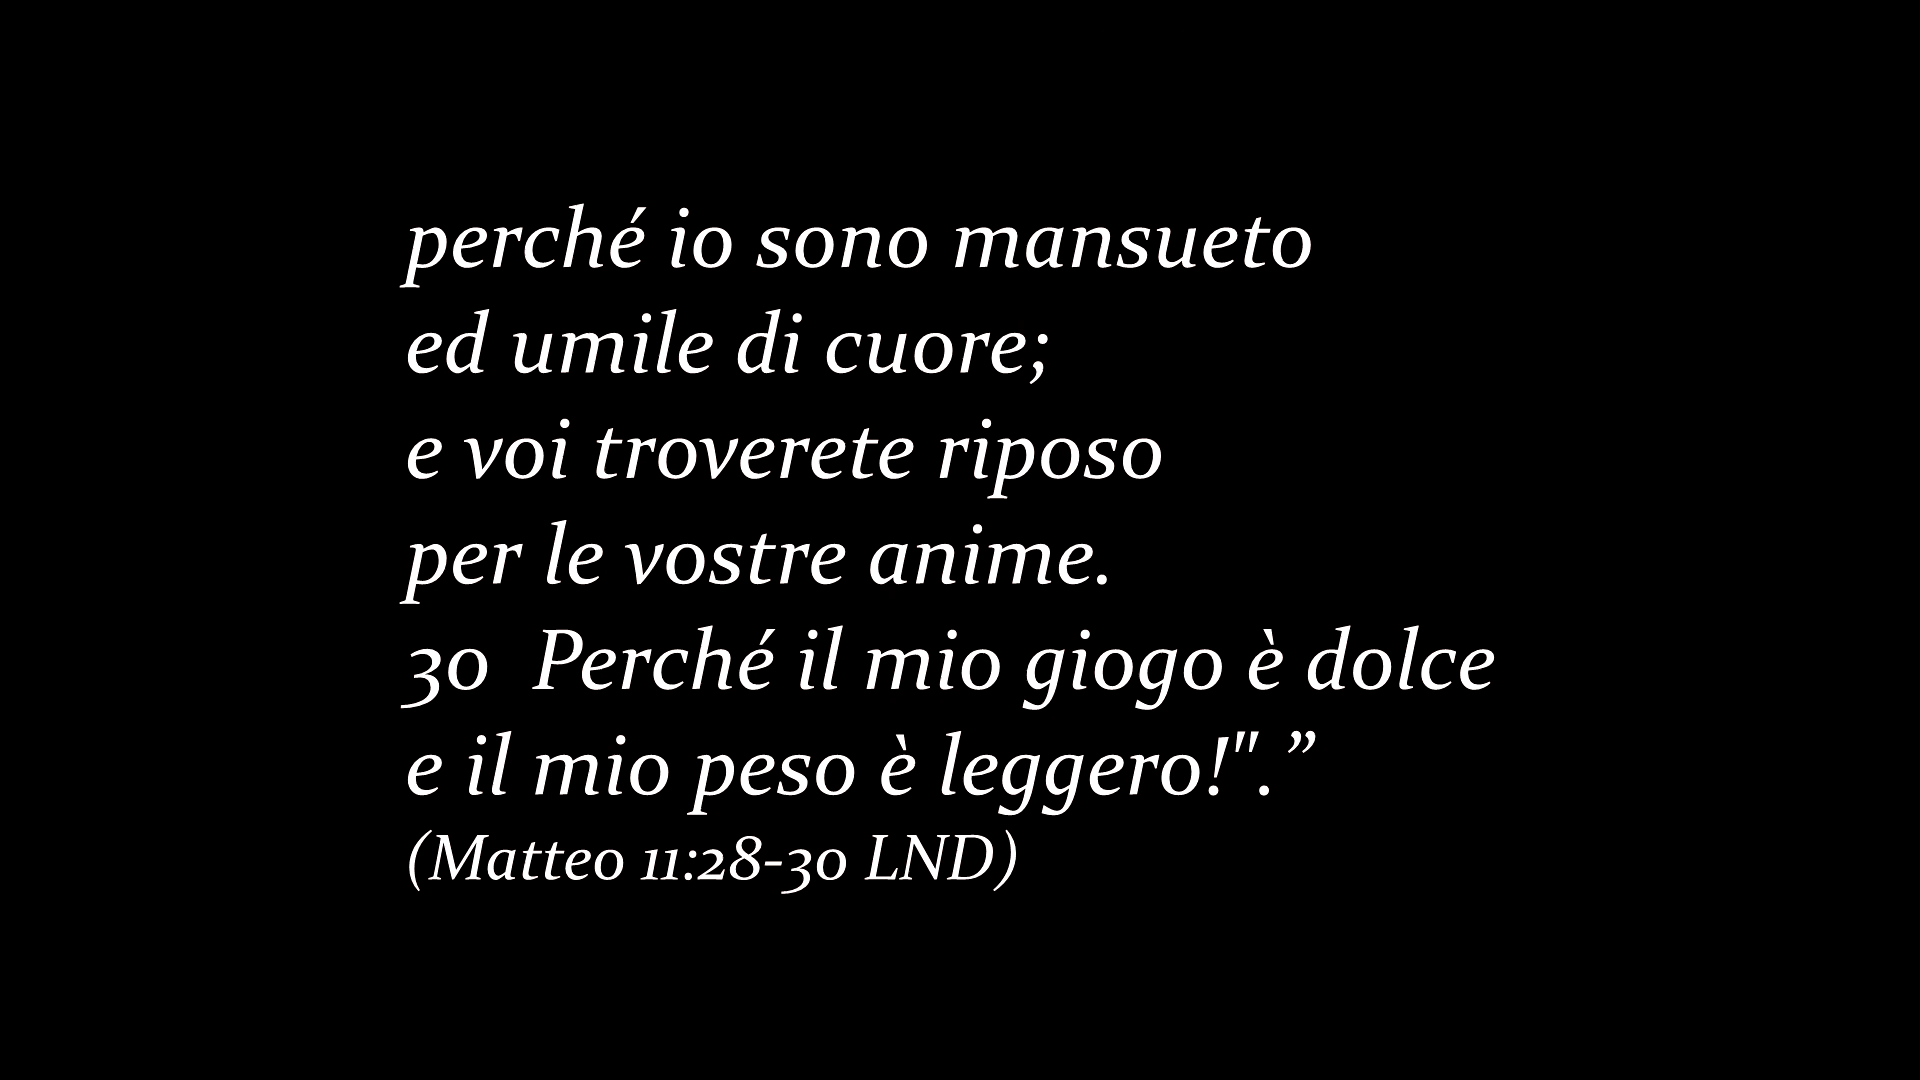 perché io sono mansueto
ed umile di cuore;
e voi troverete riposo
per le vostre anime.
30  Perché il mio giogo è dolce
e il mio peso è leggero!".”
(Matteo 11:28-30 LND)